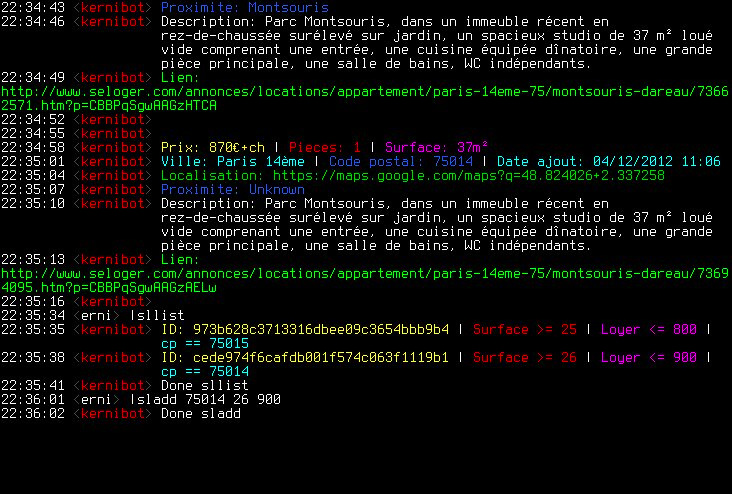 22:34:43 <kernibot> Proximite: Montsouris
22:34:46 <kernibot> Description: Parc Montsouris, dans un immeuble récent en
rez-de-chaussée surélevé sur jardin, un spacieux studio de 37 m² loué
vide comprenant une entrée, une cuisine équipée dînatoire, une grande
pièce principale, une salle de bains, WC indépendants.
22:34:49 <kernibot> Lien:
http://www.seloger.com/annonces/locations/appartement/paris-14eme-75/montsouris-dareau/7366
2571.htm?p=CBBPqSgwAAGzHTCA
22:34:52 <kernibot>
22:34:55 <kernibot>
22:34:58 <kernibot> Prix: 870€+ch | Pieces: 1 | Surface: 37m²
22:35:01 <kernibot> Ville: Paris 14ème | Code postal: 75014 | Date ajout: 04/12/2012 11:06
22:35:04 <kernibot> Localisation: https://maps.google.com/maps?q=48.824026+2.337258
22:35:07 <kernibot> Proximite: Unknown
22:35:10 <kernibot> Description: Parc Montsouris, dans un immeuble récent en
rez-de-chaussée surélevé sur jardin, un spacieux studio de 37 m² loué
vide comprenant une entrée, une cuisine équipée dînatoire, une grande
pièce principale, une salle de bains, WC indépendants.
22:35:13 <kernibot> Lien:
http://www.seloger.com/annonces/locations/appartement/paris-14eme-75/montsouris-dareau/7369
4095.htm?p=CBBPqSgwAAGzAELw
22:35:16 <kernibot>
22:35:34 <erni> !sllist
22:35:35 <kernibot> ID: 973b628c3713316dbee09c3654bbb9b4 | Surface >= 25 | Loyer <= 800 |
cp == 75015
22:35:38 <kernibot> ID: cede974f6cafdb001f574c063f1119b1 | Surface >= 26 | Loyer <= 900 |
cp == 75014
22:35:41 <kernibot> Done sllist
22:36:01 <erni> !sladd 75014 26 900
22:36:02 <kernibot> Done sladd